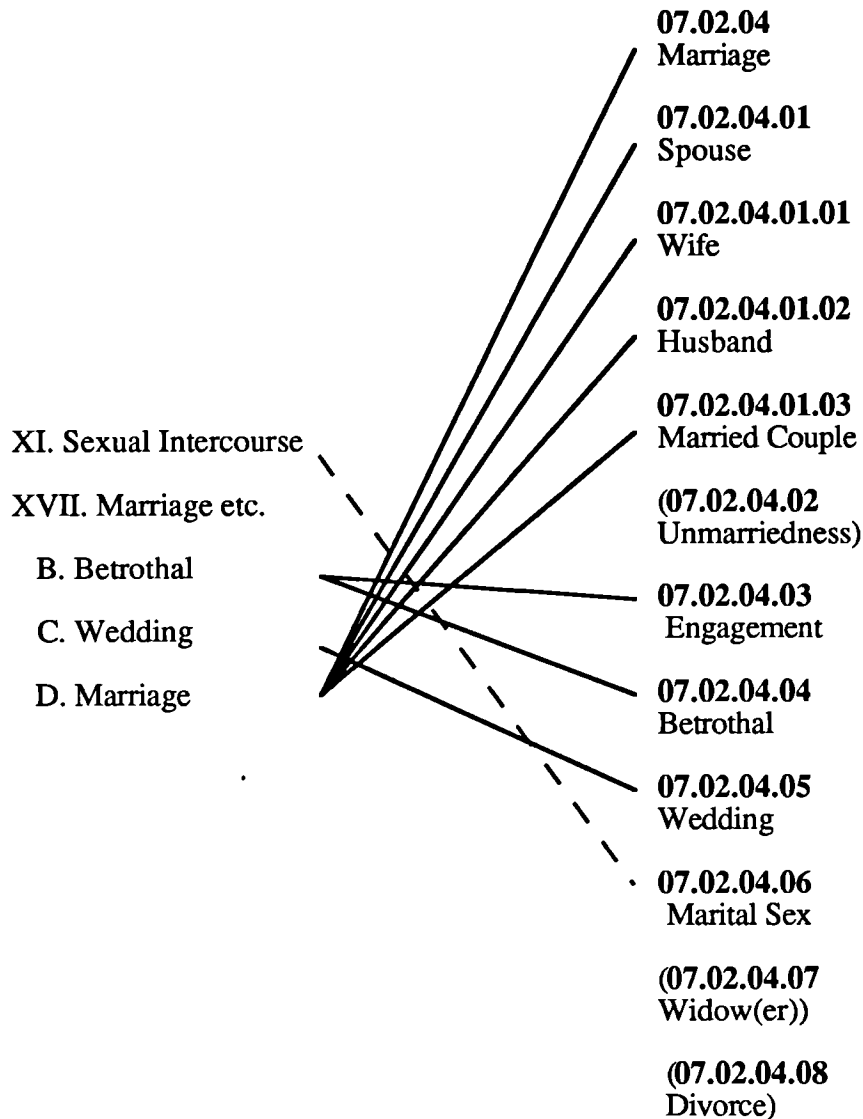 XI. Sexual Intercourse
XVII. Marriage etc.
B. Betrothal
C. Wedding
D. Marriage
07.02.04
Marriage
07.02.04.01
Spouse
07.02.04.01.01
Wife
07.02.04.01.02
Husband
07.02.04.01.03
Married Couple
(07.02.04.02
Unmarriedness)
07.02.04.03
Engagement
07.02.04.04
Betrothal
07.02.04.05
Wedding
07.02.04.06
Marital Sex
(07.02.04.07
Widow(er))
(07.02.04.08
Divorce)